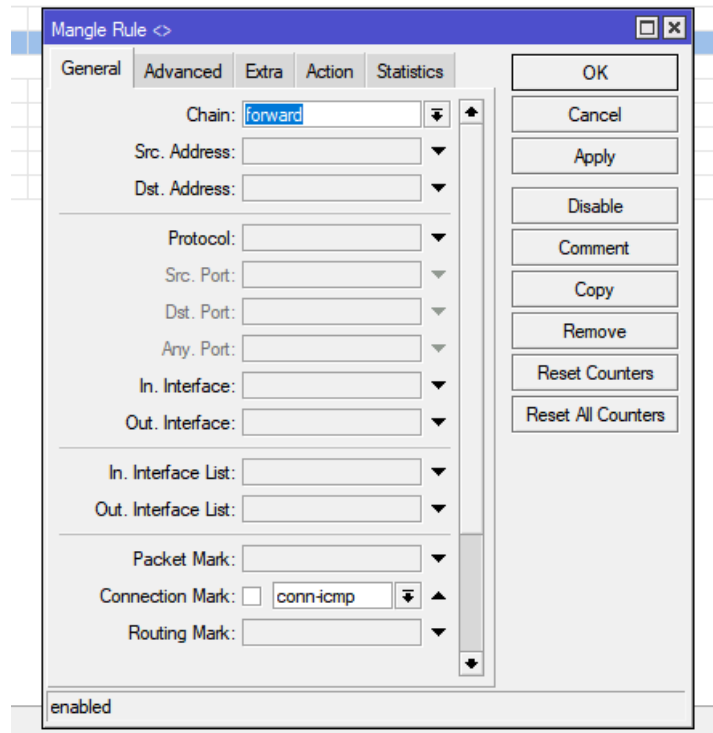 Mangle Rule <>
General Advanced Extra Action Statistics
Chain: forward
Src. Address:
Dst. Address:
Protocol:
Src. Port:
Dst. Port:
Any. Port:
In. Interface:
Out. Interface:
In. Interface List:
Out. Interface List:
Packet Mark:
Connection Mark: conn-icmp
Routing Mark:
OK
Cancel
Apply
Disable
Comment
Copy
Remove
Reset Counters
Reset All Counters
enabled